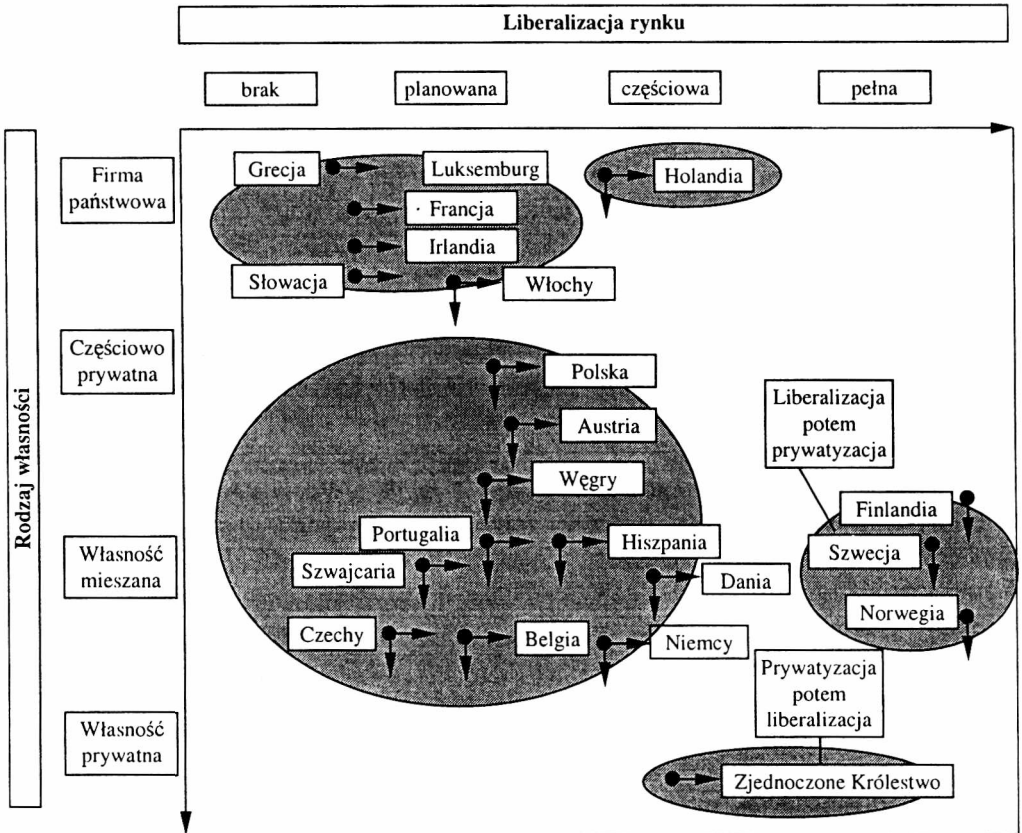 Liberalizacja rynku
brak
planowana
częściowa
pełna
Rodzaj własności
Firma
państwowa
Grecja
Luksemburg
Holandia
Francja
Irlandia
Słowacja
Włochy
Częściowo
prywatna
Polska
Austria
Węgry
Liberalizacja
potem
prywatyzacja
Finlandia
Portugalia
Hiszpania
Szwecja
Własność
mieszana
Szwajcaria
Dania
Norwegia
Czechy
Belgia
Niemcy
Prywatyzacja
potem
liberalizacja
Własność
prywatna
Zjednoczone Królestwo